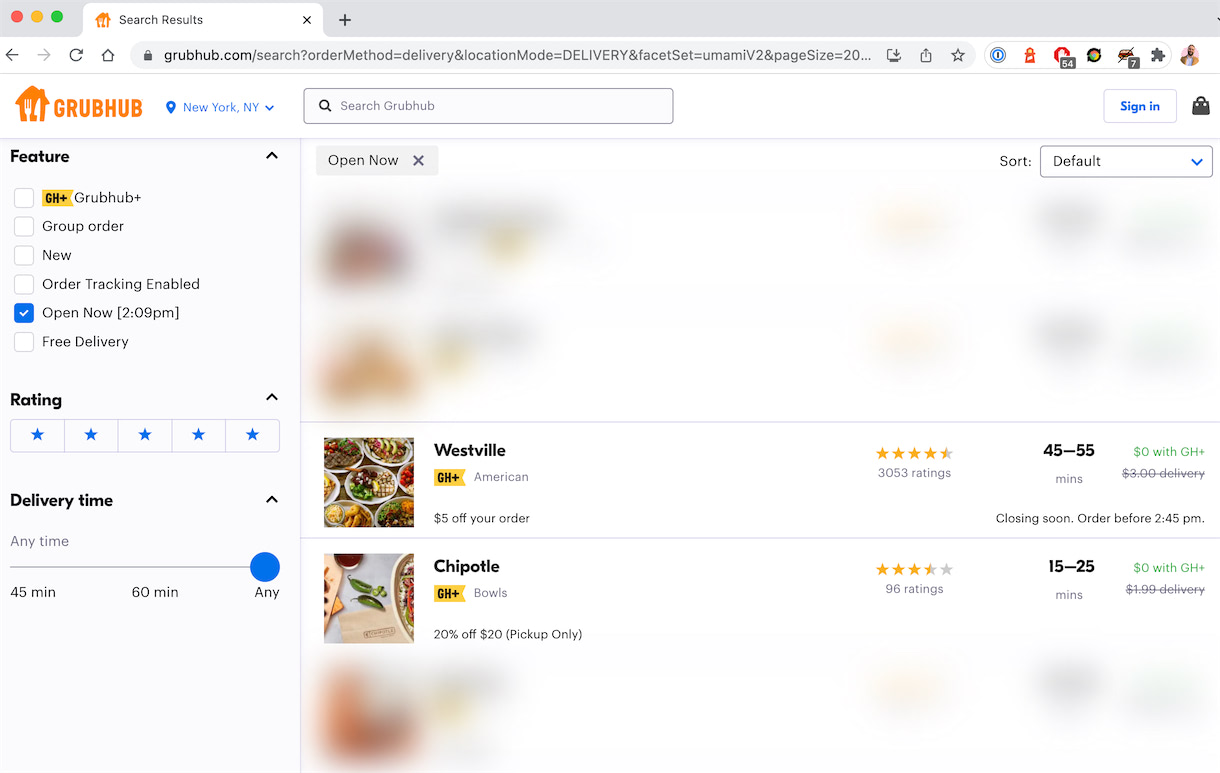 Search Results
grubhub.com/search?orderMethod=delivery&locationMode=DELIVERY&facetSet=umamiV2&pageSize=20...
54
7
GRUBHUB
New York, NY
Search Grubhub
Sign in
Feature
GH+ Grubhub+
Group order
New
Order Tracking Enabled
Open Now [2:09pm]
Free Delivery
Rating
Delivery time
Any time
45 min 60 min Any
Open Now
Sort: Default
Westville
GH+ American
$5 off your order
3053 ratings
45–55
mins
$0 with GH+
$3.00 delivery
Closing soon. Order before 2:45 pm.
Chipotle
GH+ Bowls
20% off $20 (Pickup Only)
96 ratings
15–25
mins
$0 with GH+
$1.99 delivery